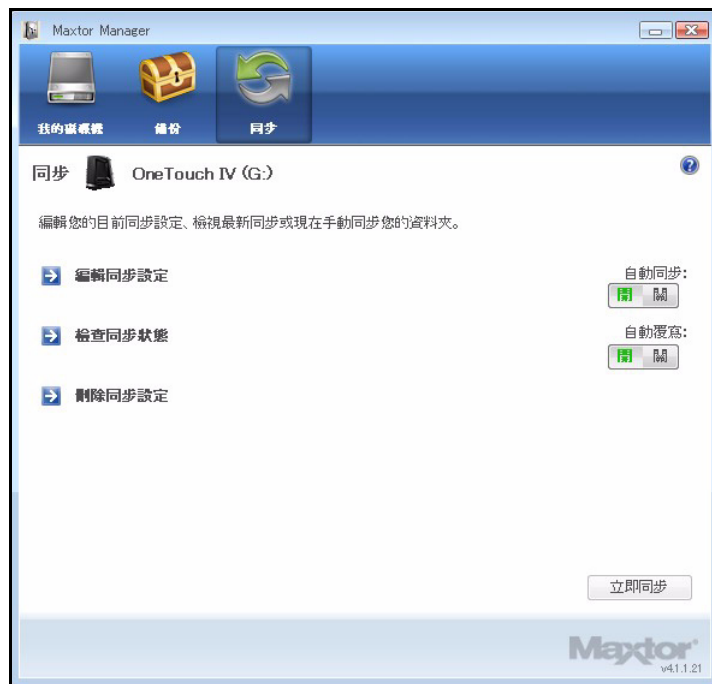 Maxtor Manager
我的磁碟機 備份 同步
同步 OneTouch IV (G:)
編輯您的目前同步設定、檢視最新同步或現在手動同步您的資料夾。
編輯同步設定
自動同步:
開 關
檢查同步狀態
自動覆寫:
開 關
刪除同步設定
立即同步
Maxtor
v4.1.1.21